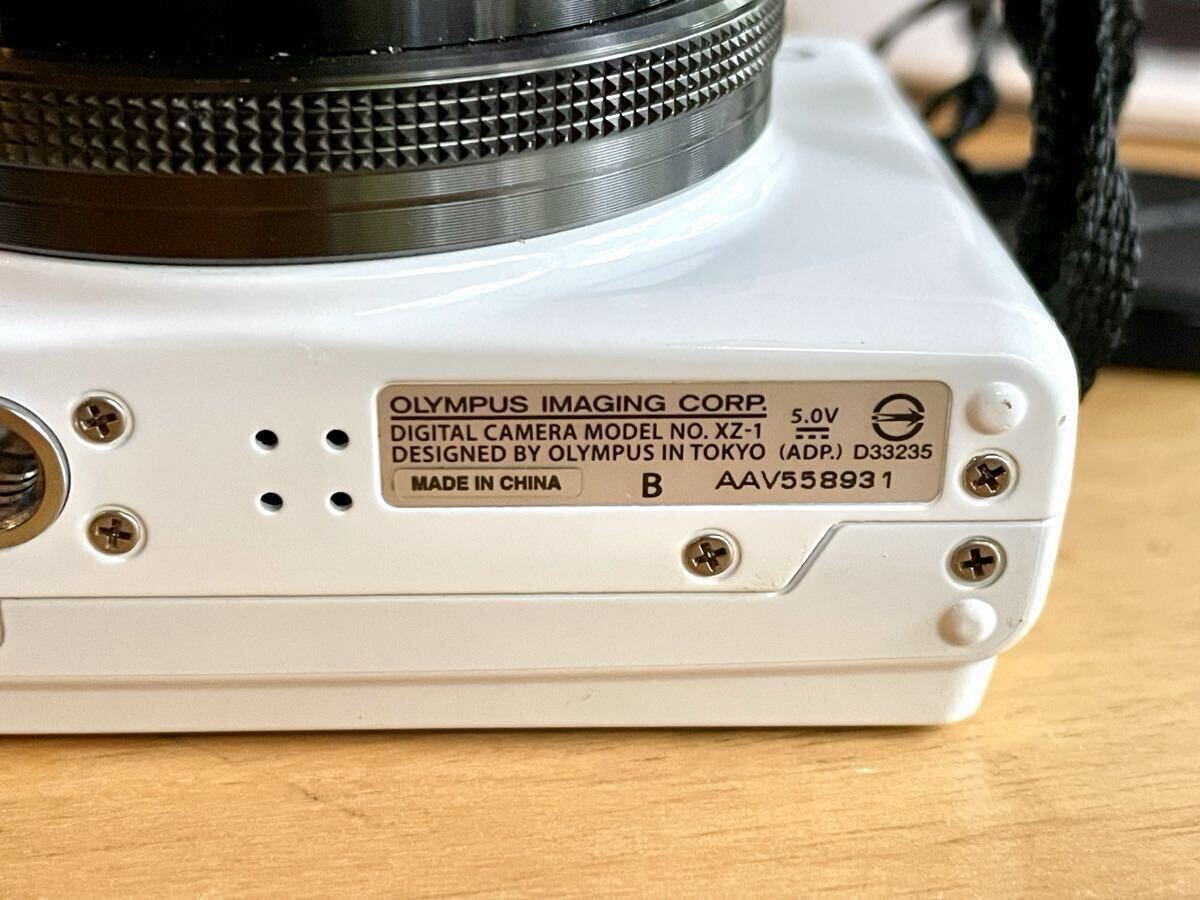 OLYMPUS IMAGING CORP.
DIGITAL CAMERA MODEL NO. XZ-1
DESIGNED BY OLYMPUS IN TOKYO
5.0V
(ADP.) D33235
MADE IN CHINA
B
AAV558931